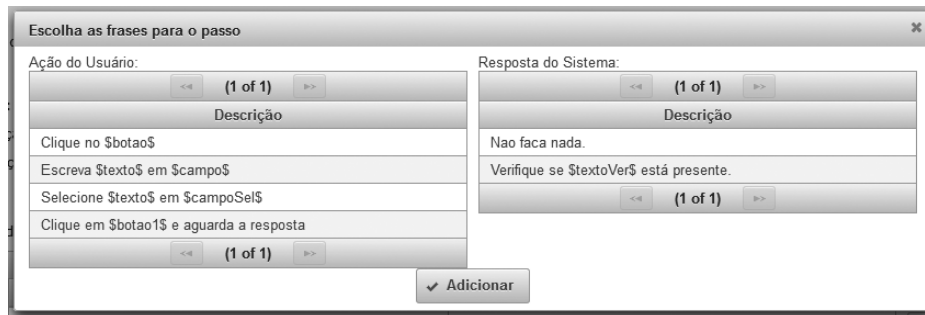 Escolha as frases para o passo
Ação do Usuário:
(1 of 1)
Descrição
Clique no $botao$
Escreva $texto$ em $campo$
Selecione $texto$ em $campoSel$
Clique em $botao1$ e aguarda a resposta
(1 of 1)
Resposta do Sistema:
(1 of 1)
Descrição
Nao faca nada.
Verifique se $textoVer$ está presente.
(1 of 1)
Adicionar